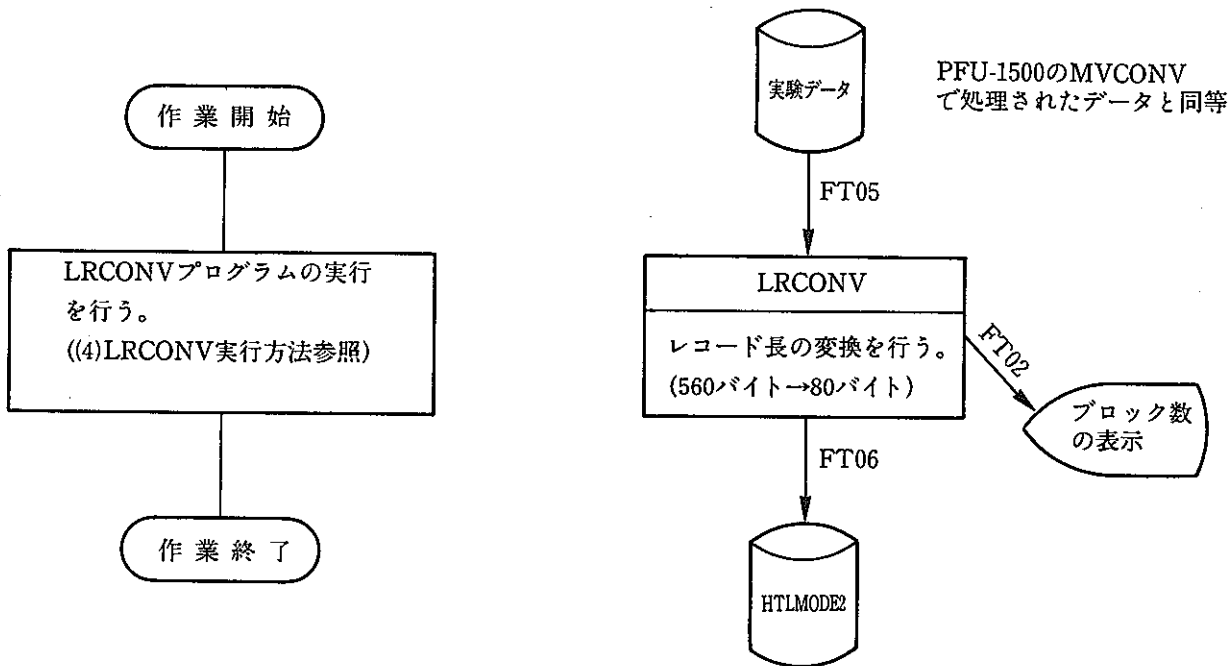 作業開始
LRCONVプログラムの実行
を行う。
((4)LRCONV実行方法参照)
作業終了
実験データ
PFU-1500のMVCONV
で処理されたデータと同等
FT05
LRCONV
レコード長の変換を行う。
(560バイト→80バイト)
FT02
ブロック数
の表示
FT06
HTLMODE2